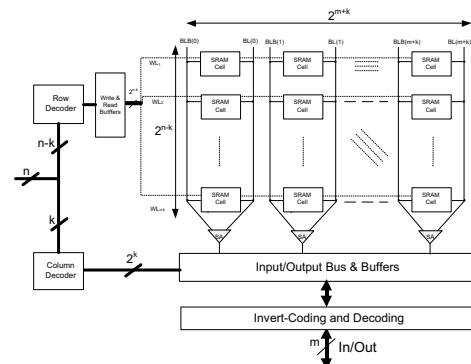 2^{m+k}
BLB(0) BL(0) BLB(1) BL(1) BLB(m+k) BL(m+k)
WL₁ SRAM Cell SRAM Cell SRAM Cell
Row Decoder
Write & Read Butlfers
2^{n-k}
WL₂ SRAM Cell SRAM Cell SRAM Cell
2^{n-k}
n-k
n
k
SRAM Cell SRAM Cell SRAM Cell
SA SA SA
Column Decoder
2^k
Input/Output Bus & Buffers
Invert-Coding and Decoding
m In/Out